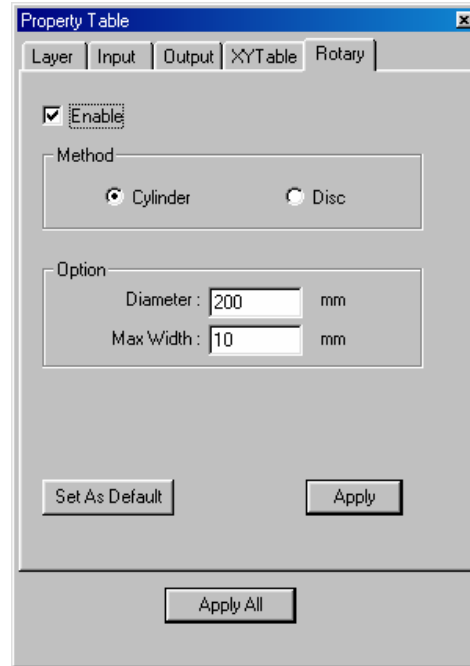 Property Table
Layer Input Output XYTable Rotary
Enable
Method
Cylinder Disc
Option
Diameter : 200 mm
Max Width : 10 mm
Set As Default Apply
Apply All